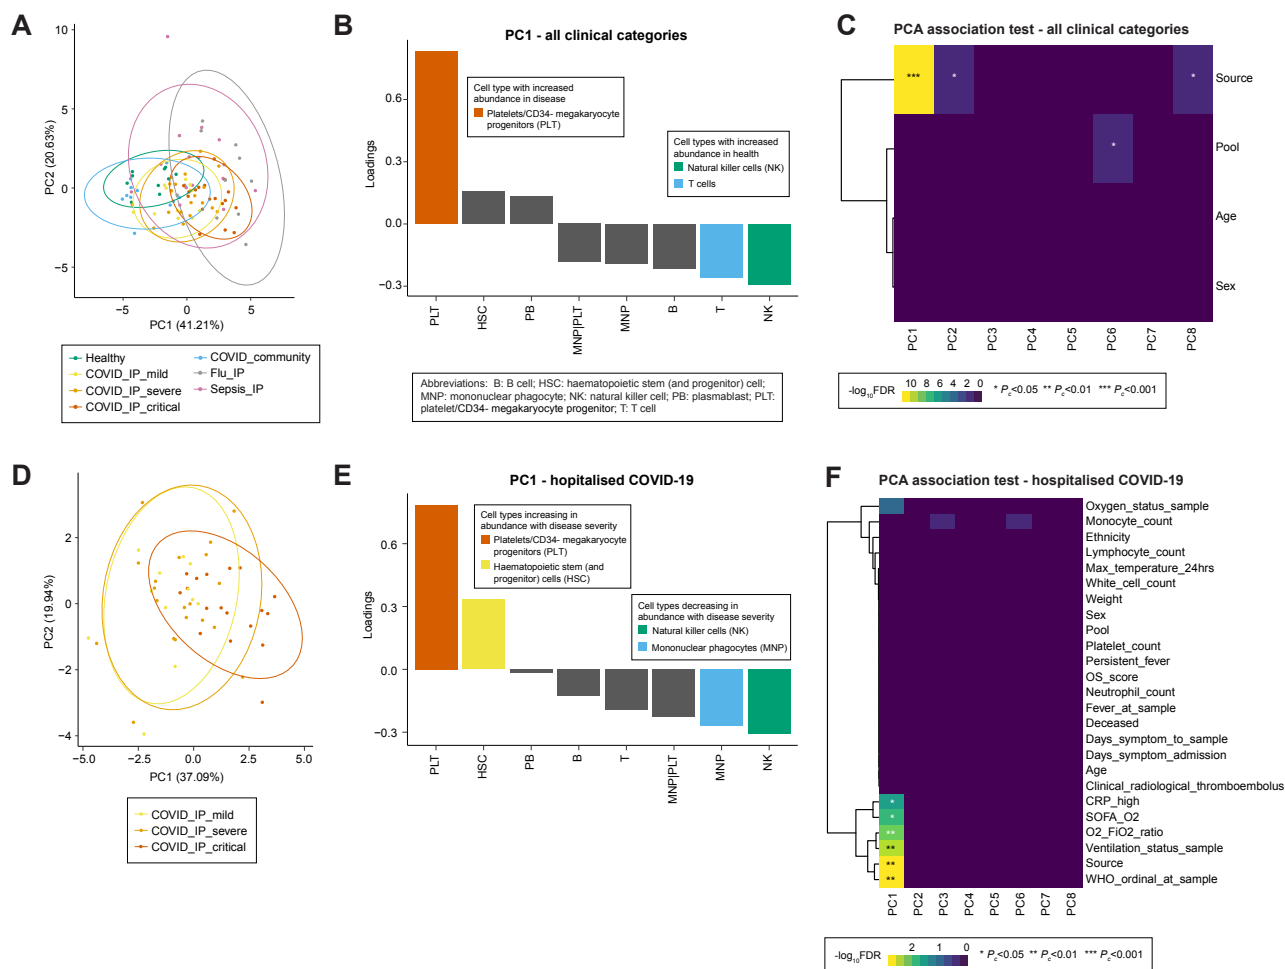 A
10
5
0
−5
PC2 (20.63%)
−5
0
5
PC1 (41.21%)
Healthy
COVID_IP_mild
COVID_IP_severe
COVID_IP_critical
COVID_community
Flu_IP
Sepsis_IP
B
PC1 - all clinical categories
0.6
0.3
0.0
−0.3
Loadings
Cell type with increased
abundance in disease
Platelets/CD34- megakaryocyte
progenitors (PLT)
Cell types with increased
abundance in health
Natural killer cells (NK)
T cells
PLT
HSC
PB
MNP|PLT
MNP
B
T
NK
Abbreviations: B: B cell; HSC: haematopoietic stem (and progenitor) cell;
MNP: mononuclear phagocyte; NK: natural killer cell; PB: plasmablast; PLT:
platelet/CD34- megakaryocyte progenitor; T: T cell
C
PCA association test - all clinical categories
*** * * Source
* Pool
Age
Sex
PC1 PC2 PC3 PC4 PC5 PC6 PC7 PC8
-log10FDR 10 8 6 4 2 0 * Pc<0.05 ** Pc<0.01 *** Pc<0.001
D
2
0
−2
−4
PC2 (19.94%)
−5.0 −2.5 0.0 2.5 5.0
PC1 (37.09%)
COVID_IP_mild
COVID_IP_severe
COVID_IP_critical
E
PC1 - hopitalised COVID-19
0.6
0.3
0.0
−0.3
Loadings
Cell types increasing in
abundance with disease severity
Platelets/CD34- megakaryocyte
progenitors (PLT)
Haematopoietic stem (and
progenitor) cells (HSC)
Cell types decreasing in
abundance with disease severity
Natural killer cells (NK)
Mononuclear phagocytes (MNP)
PLT
HSC
PB
B
T
MNP|PLT
MNP
NK
F
PCA association test - hospitalised COVID-19
Oxygen_status_sample
Monocyte_count
Ethnicity
Lymphocyte_count
Max_temperature_24hrs
White_cell_count
Weight
Sex
Pool
Platelet_count
Persistent_fever
OS_score
Neutrophil_count
Fever_at_sample
Deceased
Days_symptom_to_sample
Days_symptom_admission
Age
Clinical_radiological_thromboembolus
* CRP_high
* SOFA_O2
** O2_FiO2_ratio
** Ventilation_status_sample
** Source
** WHO_ordinal_at_sample
PC1 PC2 PC3 PC4 PC5 PC6 PC7 PC8
-log10FDR 2 1 0 * Pc<0.05 ** Pc<0.01 *** Pc<0.001